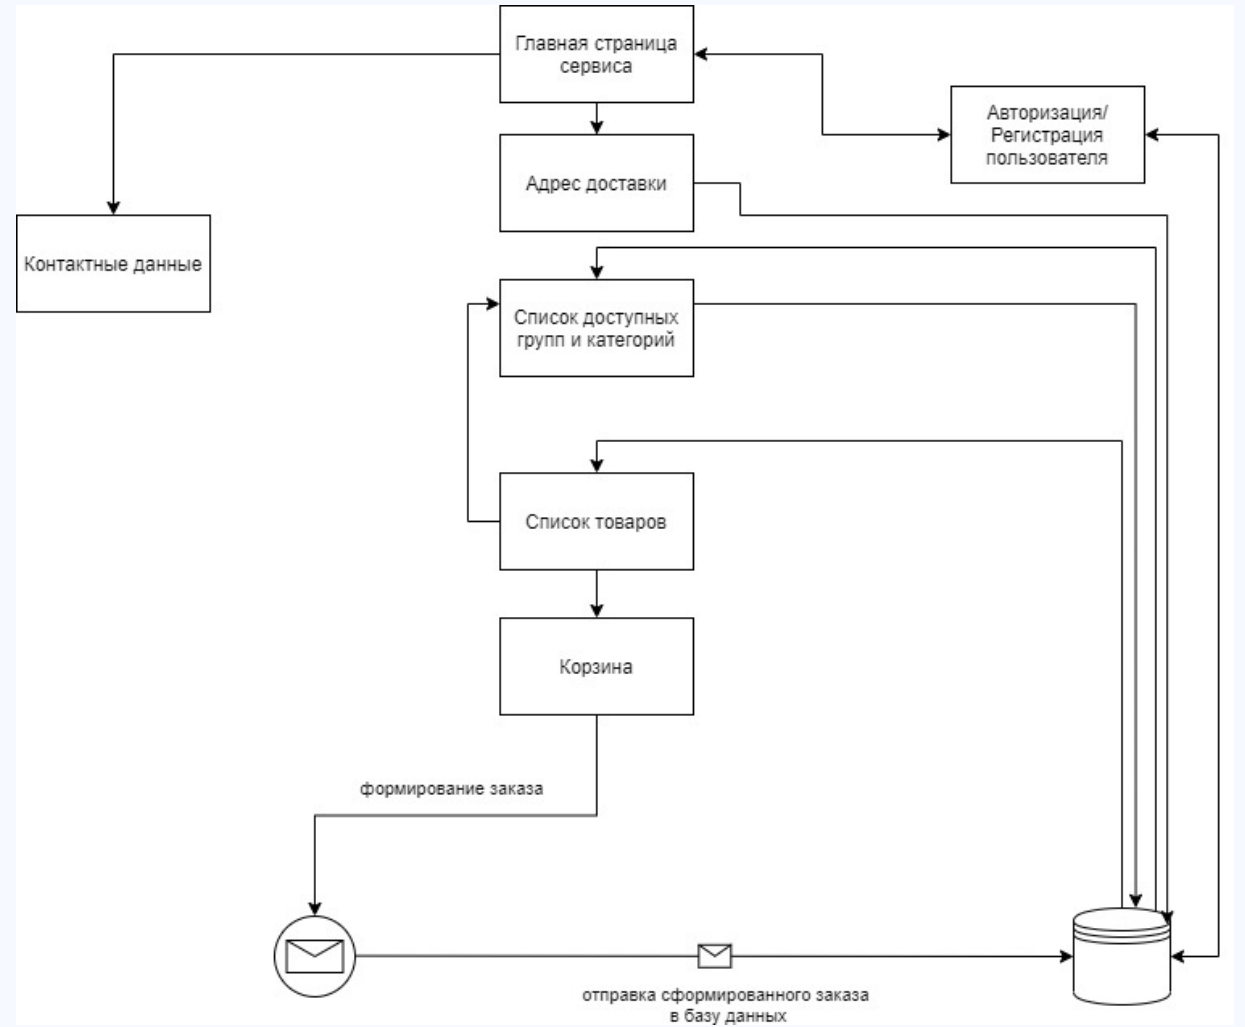 Главная страница
сервиса
Авторизация/
Регистрация
пользователя
Адрес доставки
Контактные данные
Список доступных
групп и категорий
Список товаров
Корзина
формирование заказа
отправка сформированного заказа
в базу данных